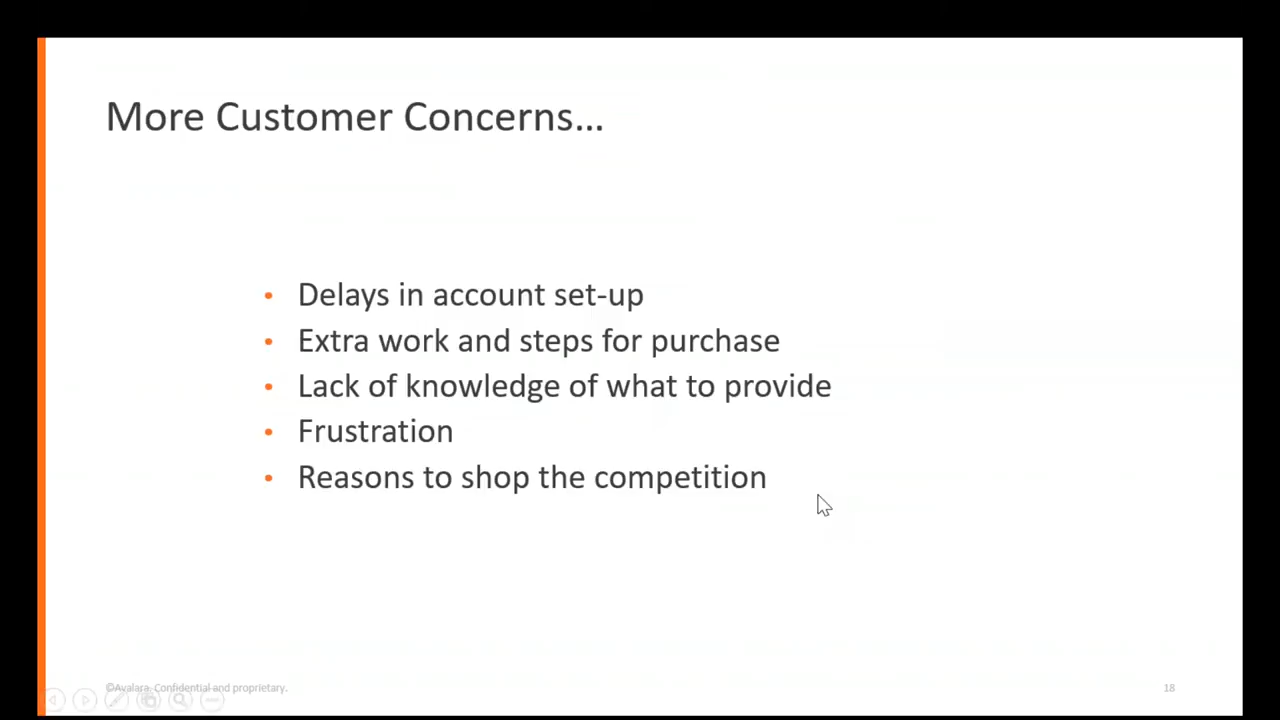 More Customer Concerns...
• Delays in account set-up
• Extra work and steps for purchase
• Lack of knowledge of what to provide
• Frustration
• Reasons to shop the competition
©Avalara. Confidential and proprietary.
18